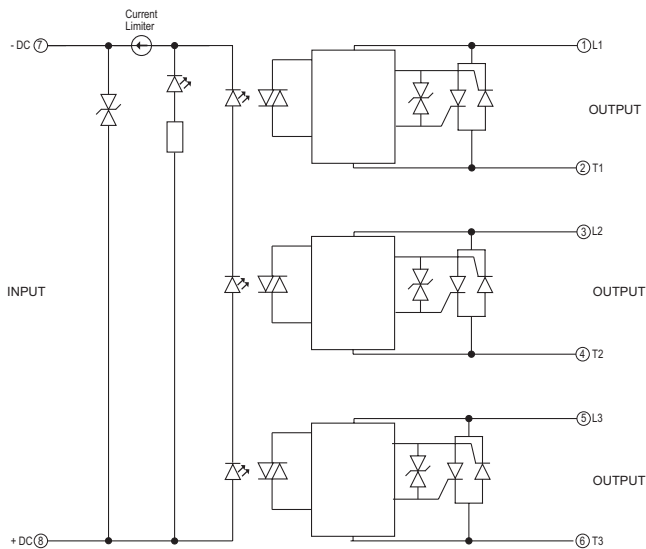 Current
Limiter
- DC 7
1 L1
OUTPUT
2 T1
3 L2
INPUT
OUTPUT
4 T2
5 L3
OUTPUT
+ DC 8
6 T3